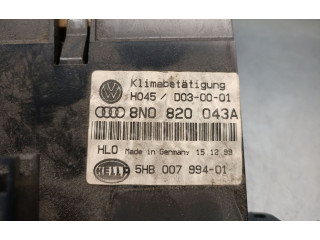 Klimabetätigung
H045 / D03-00-01
8N0 820 043A
HLO Made in Germany 15.12.99
HELLA 5HB 007 994-01